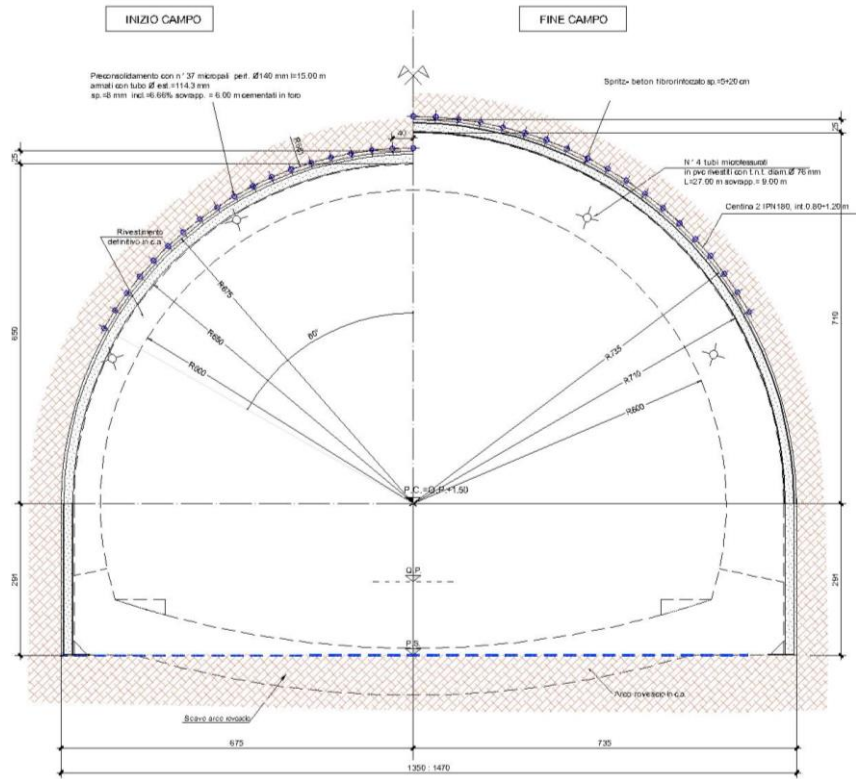 INIZIO CAMPO
FINE CAMPO
Preconsolidamento con n° 37 micropali perf. Ø140 mm l=15.00 m
armati con tubo Ø est.=114.3 mm
sp.=8 mm incl.=6.66% sovrapp. = 6.00 m cementati in foro
Spritz- beton fibrorinforzato sp.=5÷20 cm
N° 4 tubi microfessurati
in pvc rivestiti con t.n.t. diam.Ø 76 mm
L=27.00 m sovrapp.= 9.00 m
Centina 2 IPN180, int.0.80÷1.20 m
Rivestimento
definitivo in c.a
40
25
25
650
710
R675
R650
R600
60°
R735
R710
R600
P.C.=Q.P.+1.50
Q.P.
291
291
Scavo arco rovescio
Arco rovescio in c.a
675
735
1350 : 1470